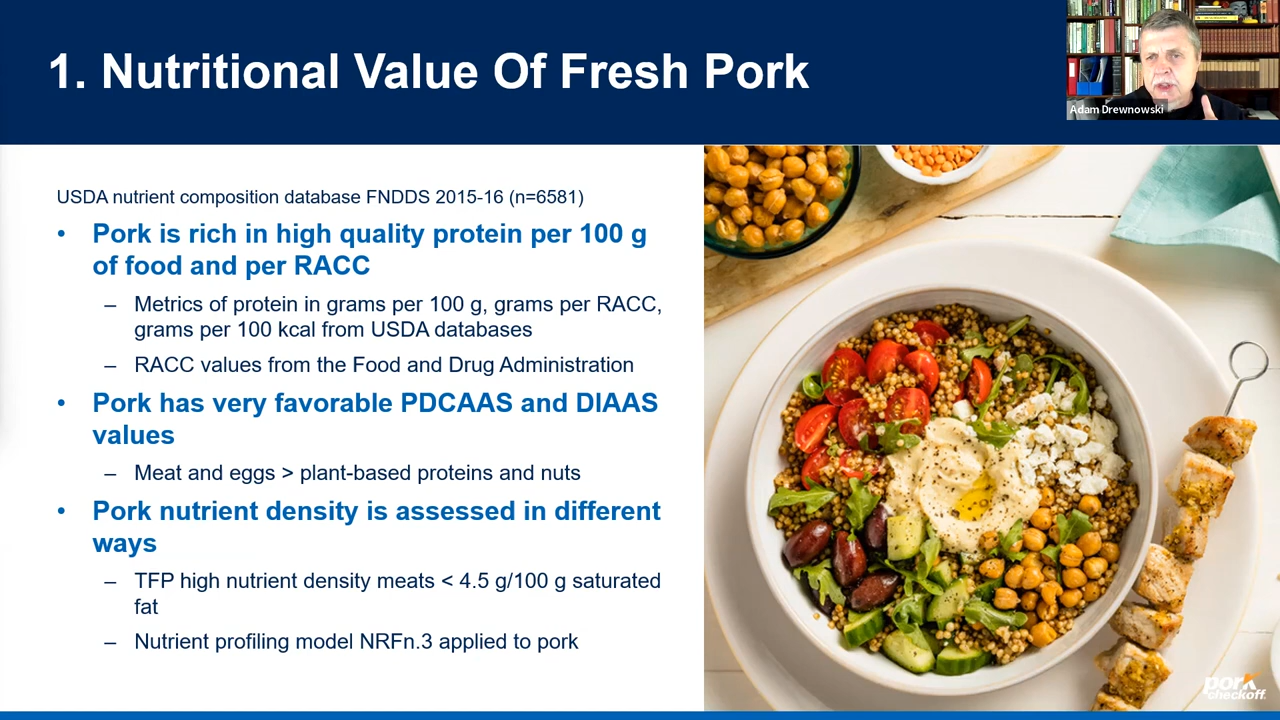 1. Nutritional Value Of Fresh Pork
Adam Drewnowski
USDA nutrient composition database FNDDS 2015-16 (n=6581)
• Pork is rich in high quality protein per 100 g
of food and per RACC
– Metrics of protein in grams per 100 g, grams per RACC,
grams per 100 kcal from USDA databases
– RACC values from the Food and Drug Administration
• Pork has very favorable PDCAAS and DIAAS
values
– Meat and eggs > plant-based proteins and nuts
• Pork nutrient density is assessed in different
ways
– TFP high nutrient density meats < 4.5 g/100 g saturated
fat
– Nutrient profiling model NRFn.3 applied to pork
pork
checkoff